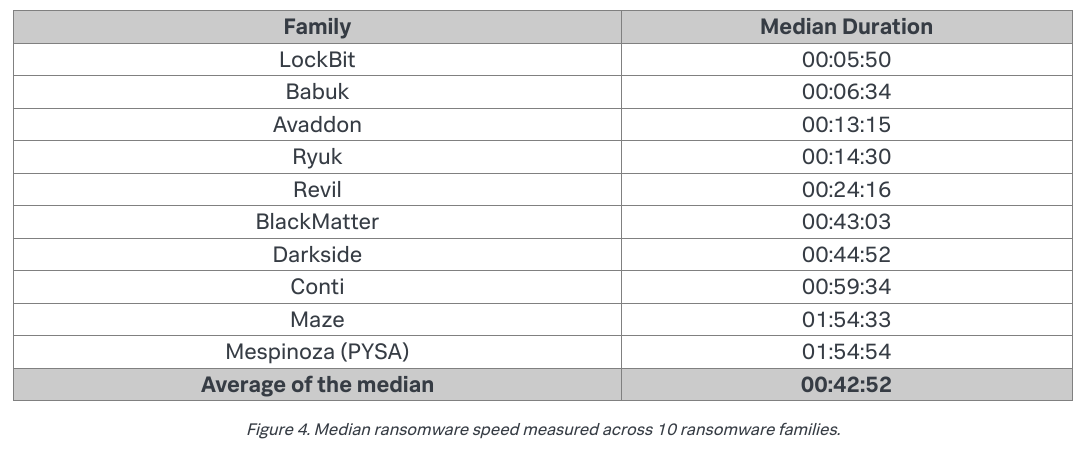 Family Median Duration
LockBit 00:05:50
Babuk 00:06:34
Avaddon 00:13:15
Ryuk 00:14:30
Revil 00:24:16
BlackMatter 00:43:03
Darkside 00:44:52
Conti 00:59:34
Maze 01:54:33
Mespinoza (PYSA) 01:54:54
Average of the median 00:42:52
Figure 4. Median ransomware speed measured across 10 ransomware families.